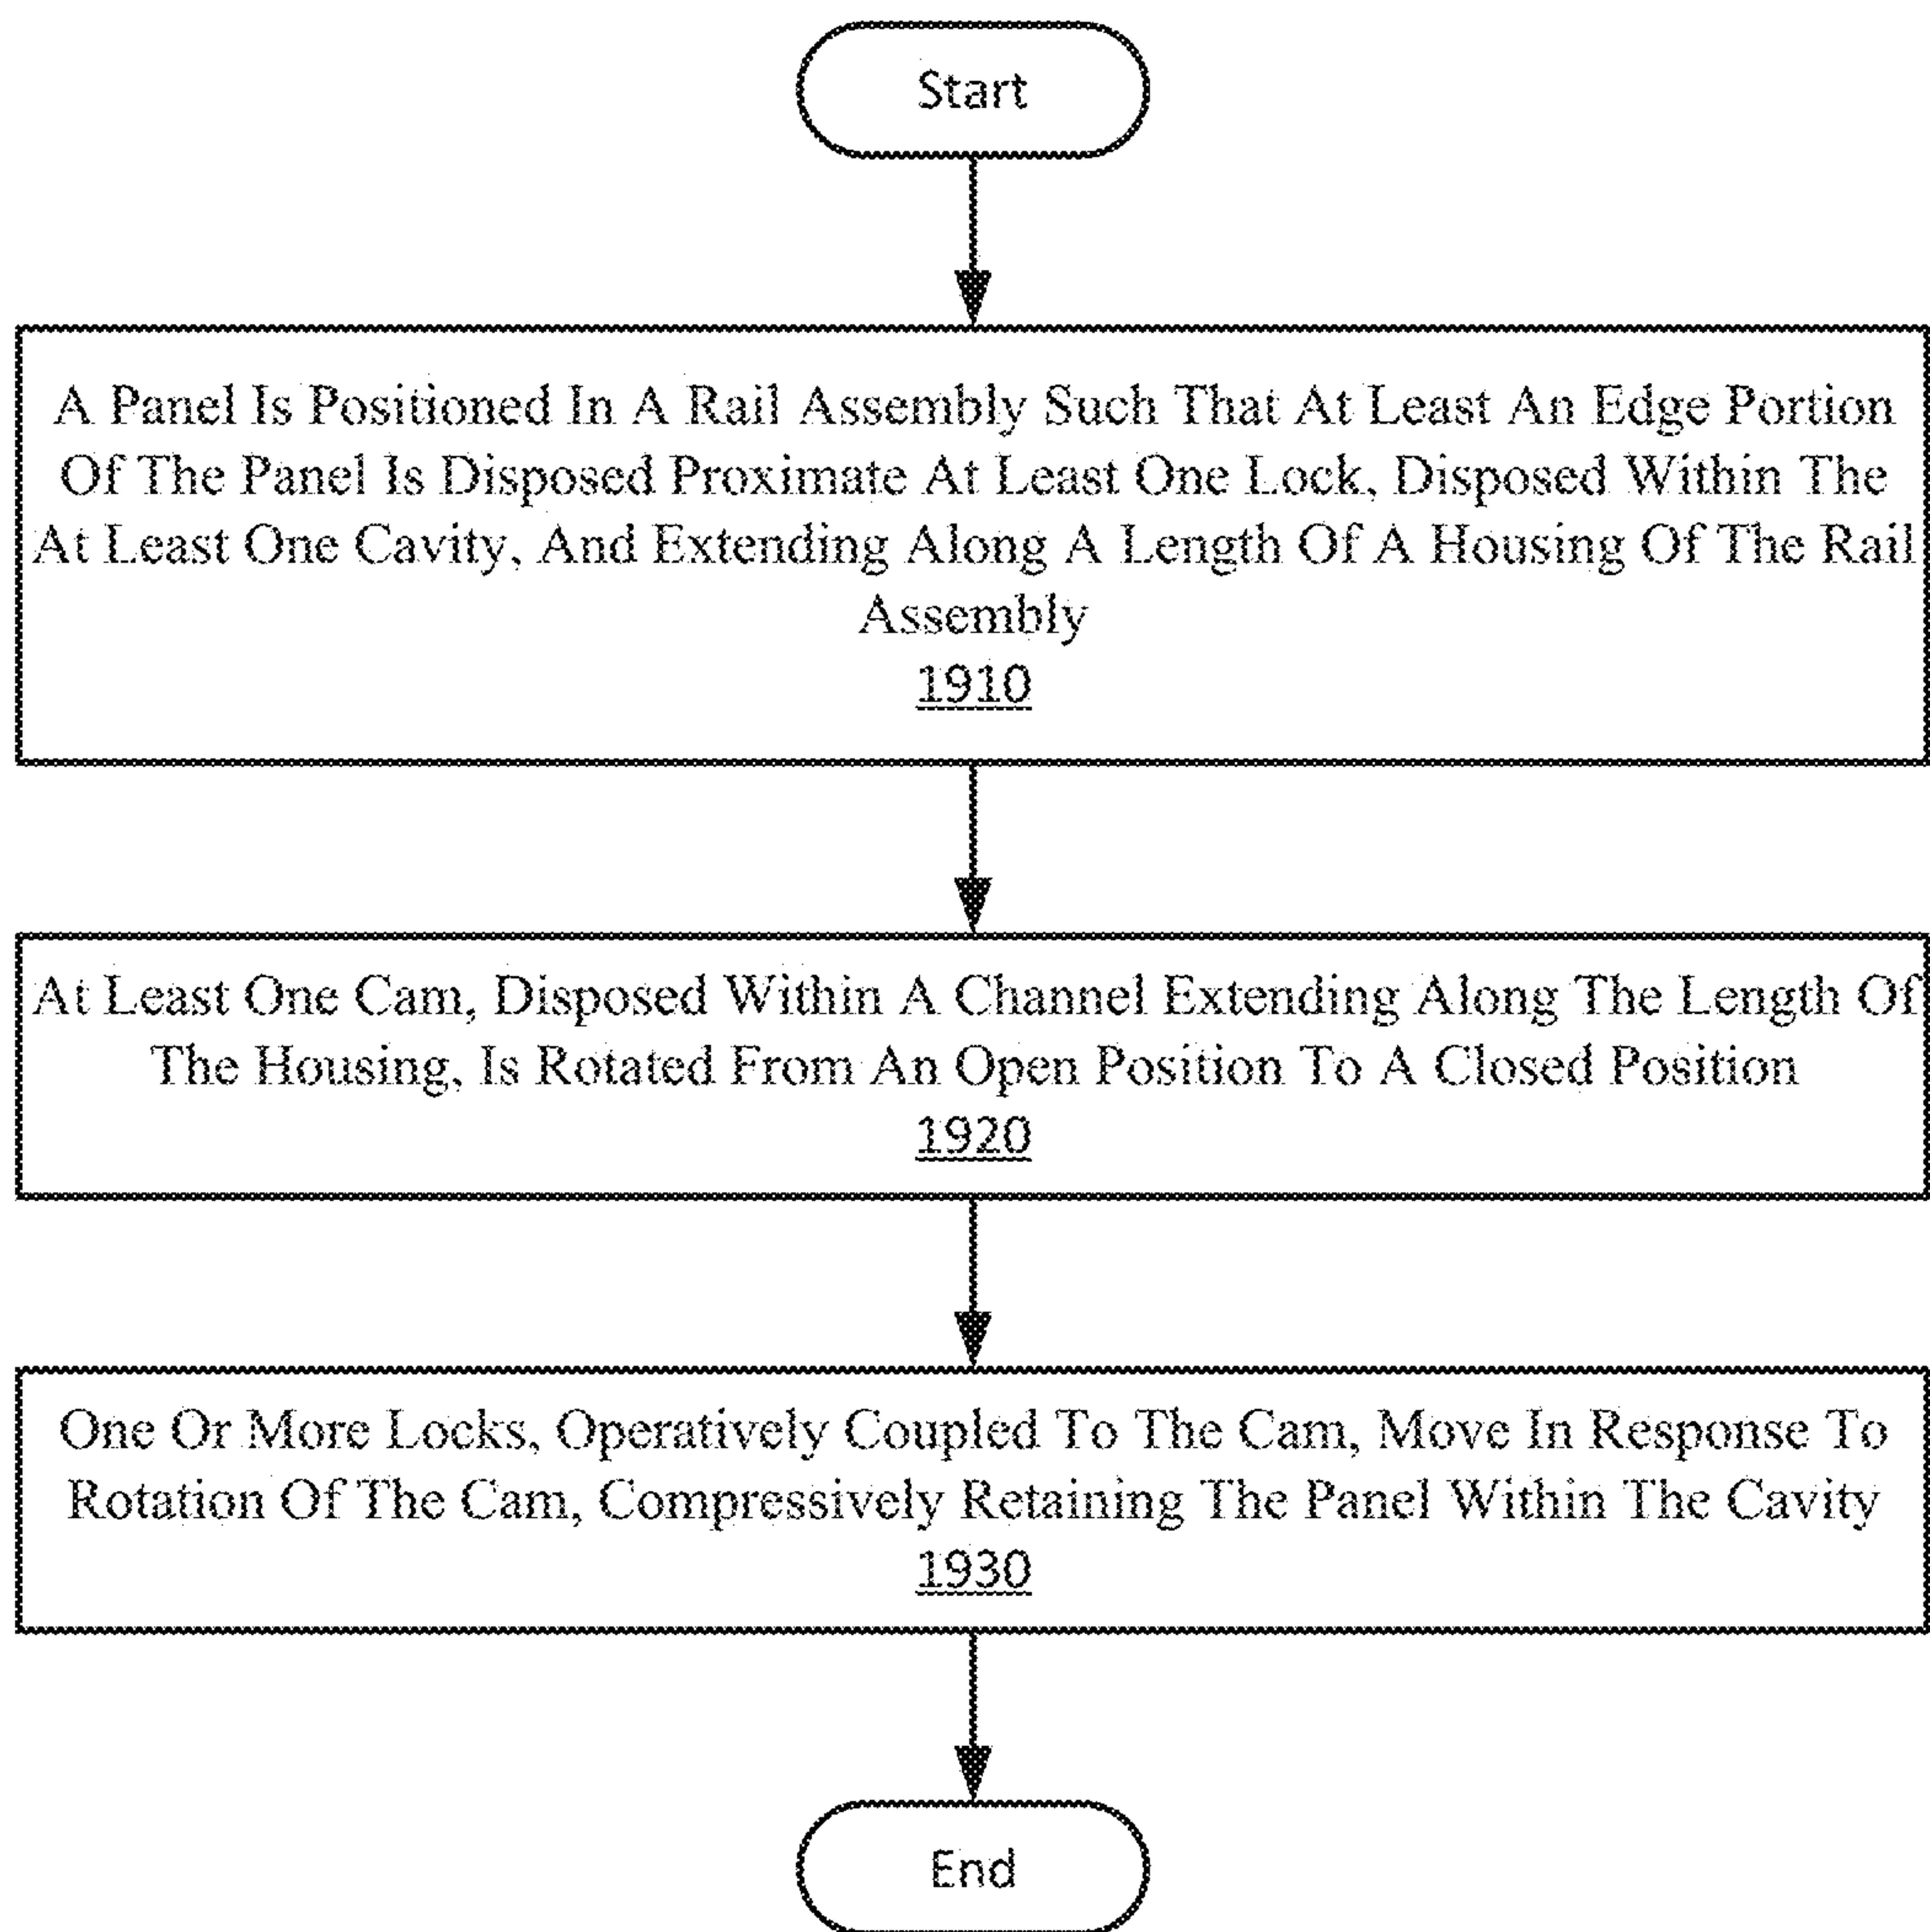 Start
A Panel Is Positioned In A Rail Assembly Such That At Least An Edge Portion
Of The Panel Is Disposed Proximate At Least One Lock, Disposed Within The
At Least One Cavity, And Extending Along A Length Of A Housing Of The Rail
Assembly
1910
At Least One Cam, Disposed Within A Channel Extending Along The Length Of
The Housing, Is Rotated From An Open Position To A Closed Position
1920
One Or More Locks, Operatively Coupled To The Cam, Move In Response To
Rotation Of The Cam, Compressively Retaining The Panel Within The Cavity
1930
End